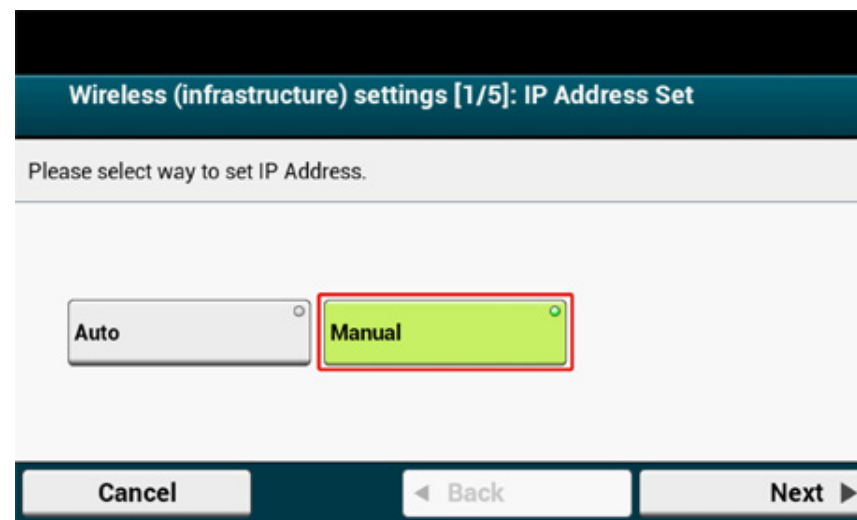 Wireless (infrastructure) settings [1/5]: IP Address Set
Please select way to set IP Address.
Auto
Manual
Cancel
Back
Next